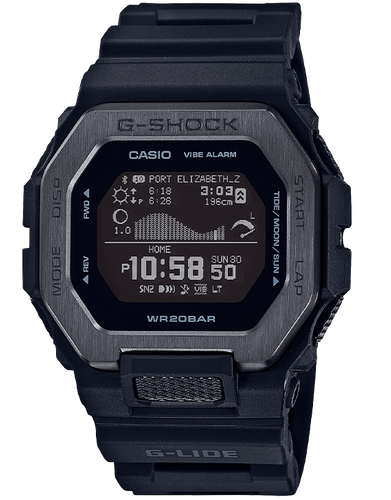 G-SHOCK
CASIO VIBE ALARM
PORT ELIZABETH_Z
6:18 3:03
P 6:26 196cm
1.0 L
HOME
P 10:58 50 SUN 30
SNZ VIB LT
WR20BAR
DISP
MODE
FWD ▲
◀ REV
START
LAP
TIDE/MOON/SUN ▲
G-LIDE